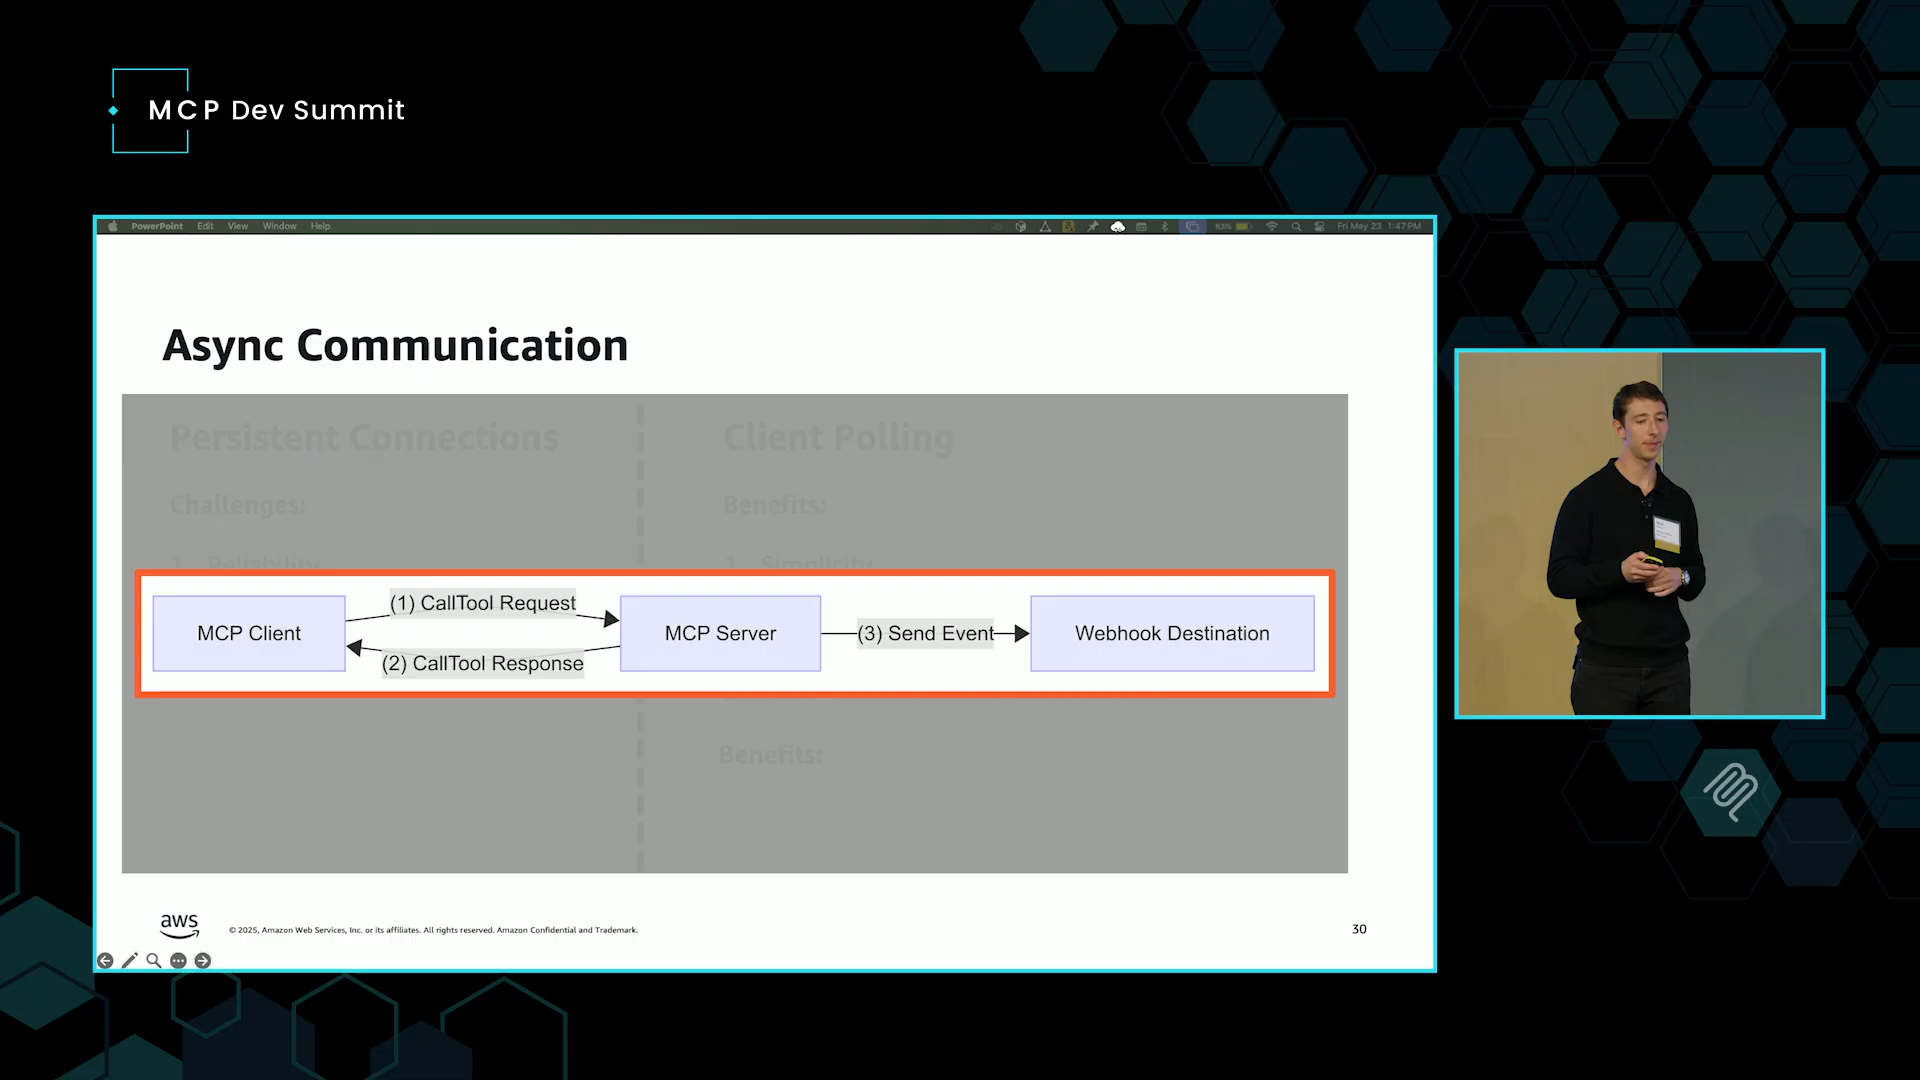 MCP Dev Summit
PowerPoint Edit View Window Help
63% Fri May 23 1:47 PM
Async Communication
Persistent Connections
Client Polling
Challenges:
Benefits:
1. Reliability
1. Simplicity
(1) CallTool Request
MCP Client
MCP Server
(3) Send Event
Webhook Destination
(2) CallTool Response
Benefits:
aws
© 2025, Amazon Web Services, Inc. or its affiliates. All rights reserved. Amazon Confidential and Trademark.
30